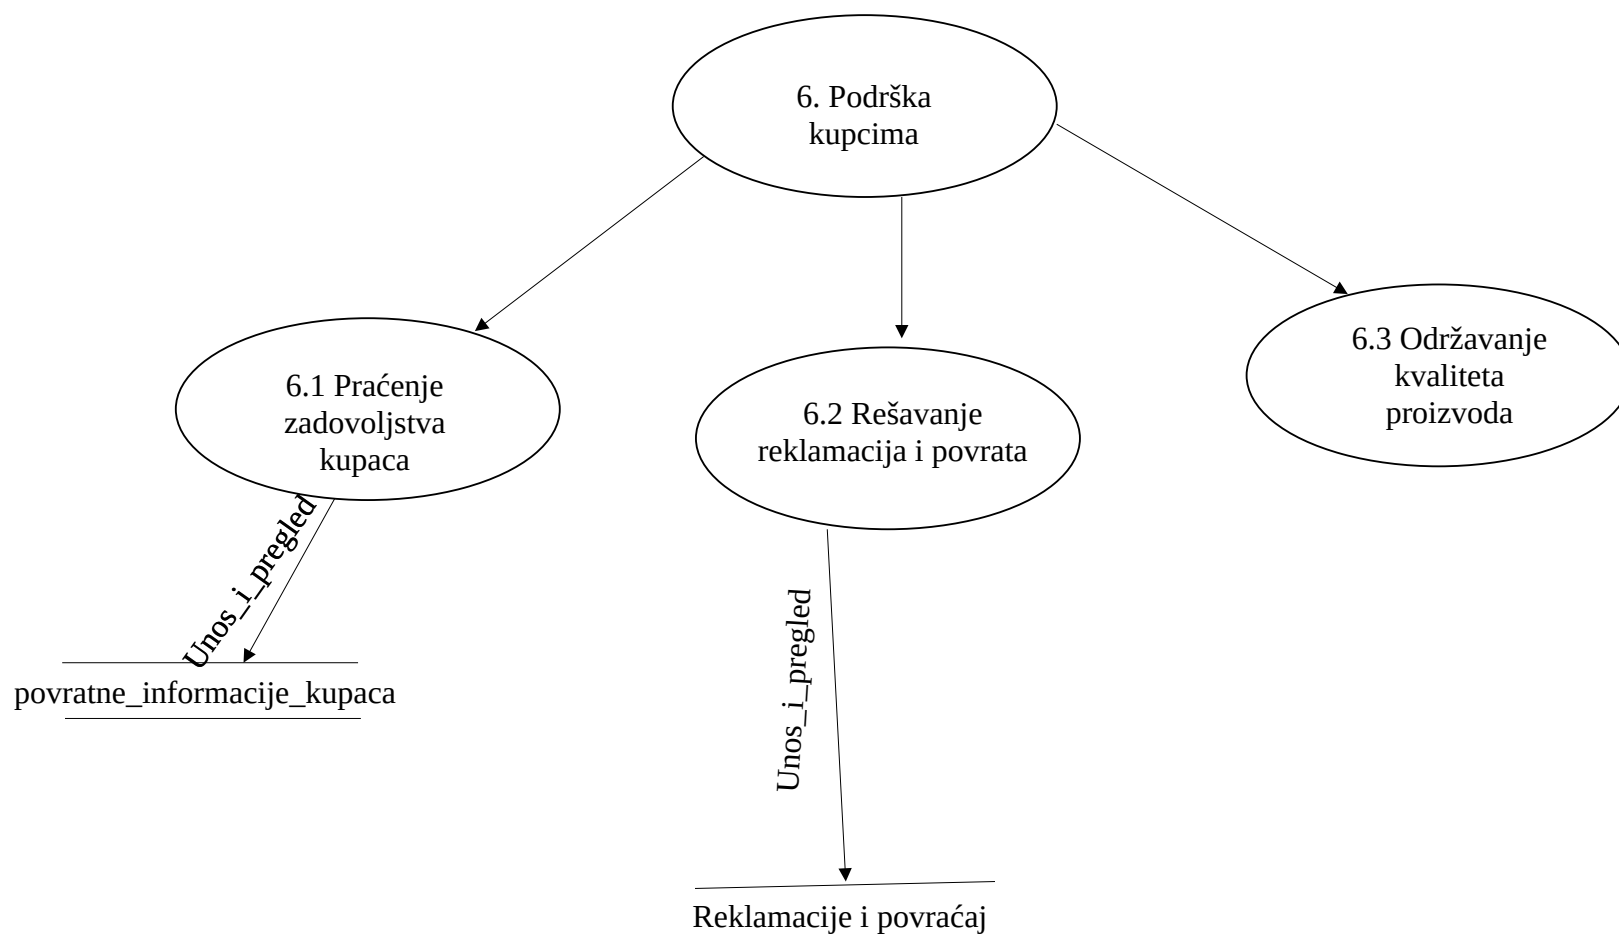 6. Podrška
kupcima
6.1 Praćenje
zadovoljstva
kupaca
6.2 Rešavanje
reklamacija i povrata
6.3 Održavanje
kvaliteta
proizvoda
Unos_i_pregled
povratne_informacije_kupaca
Unos_i_pregled
Reklamacije i povraćaj